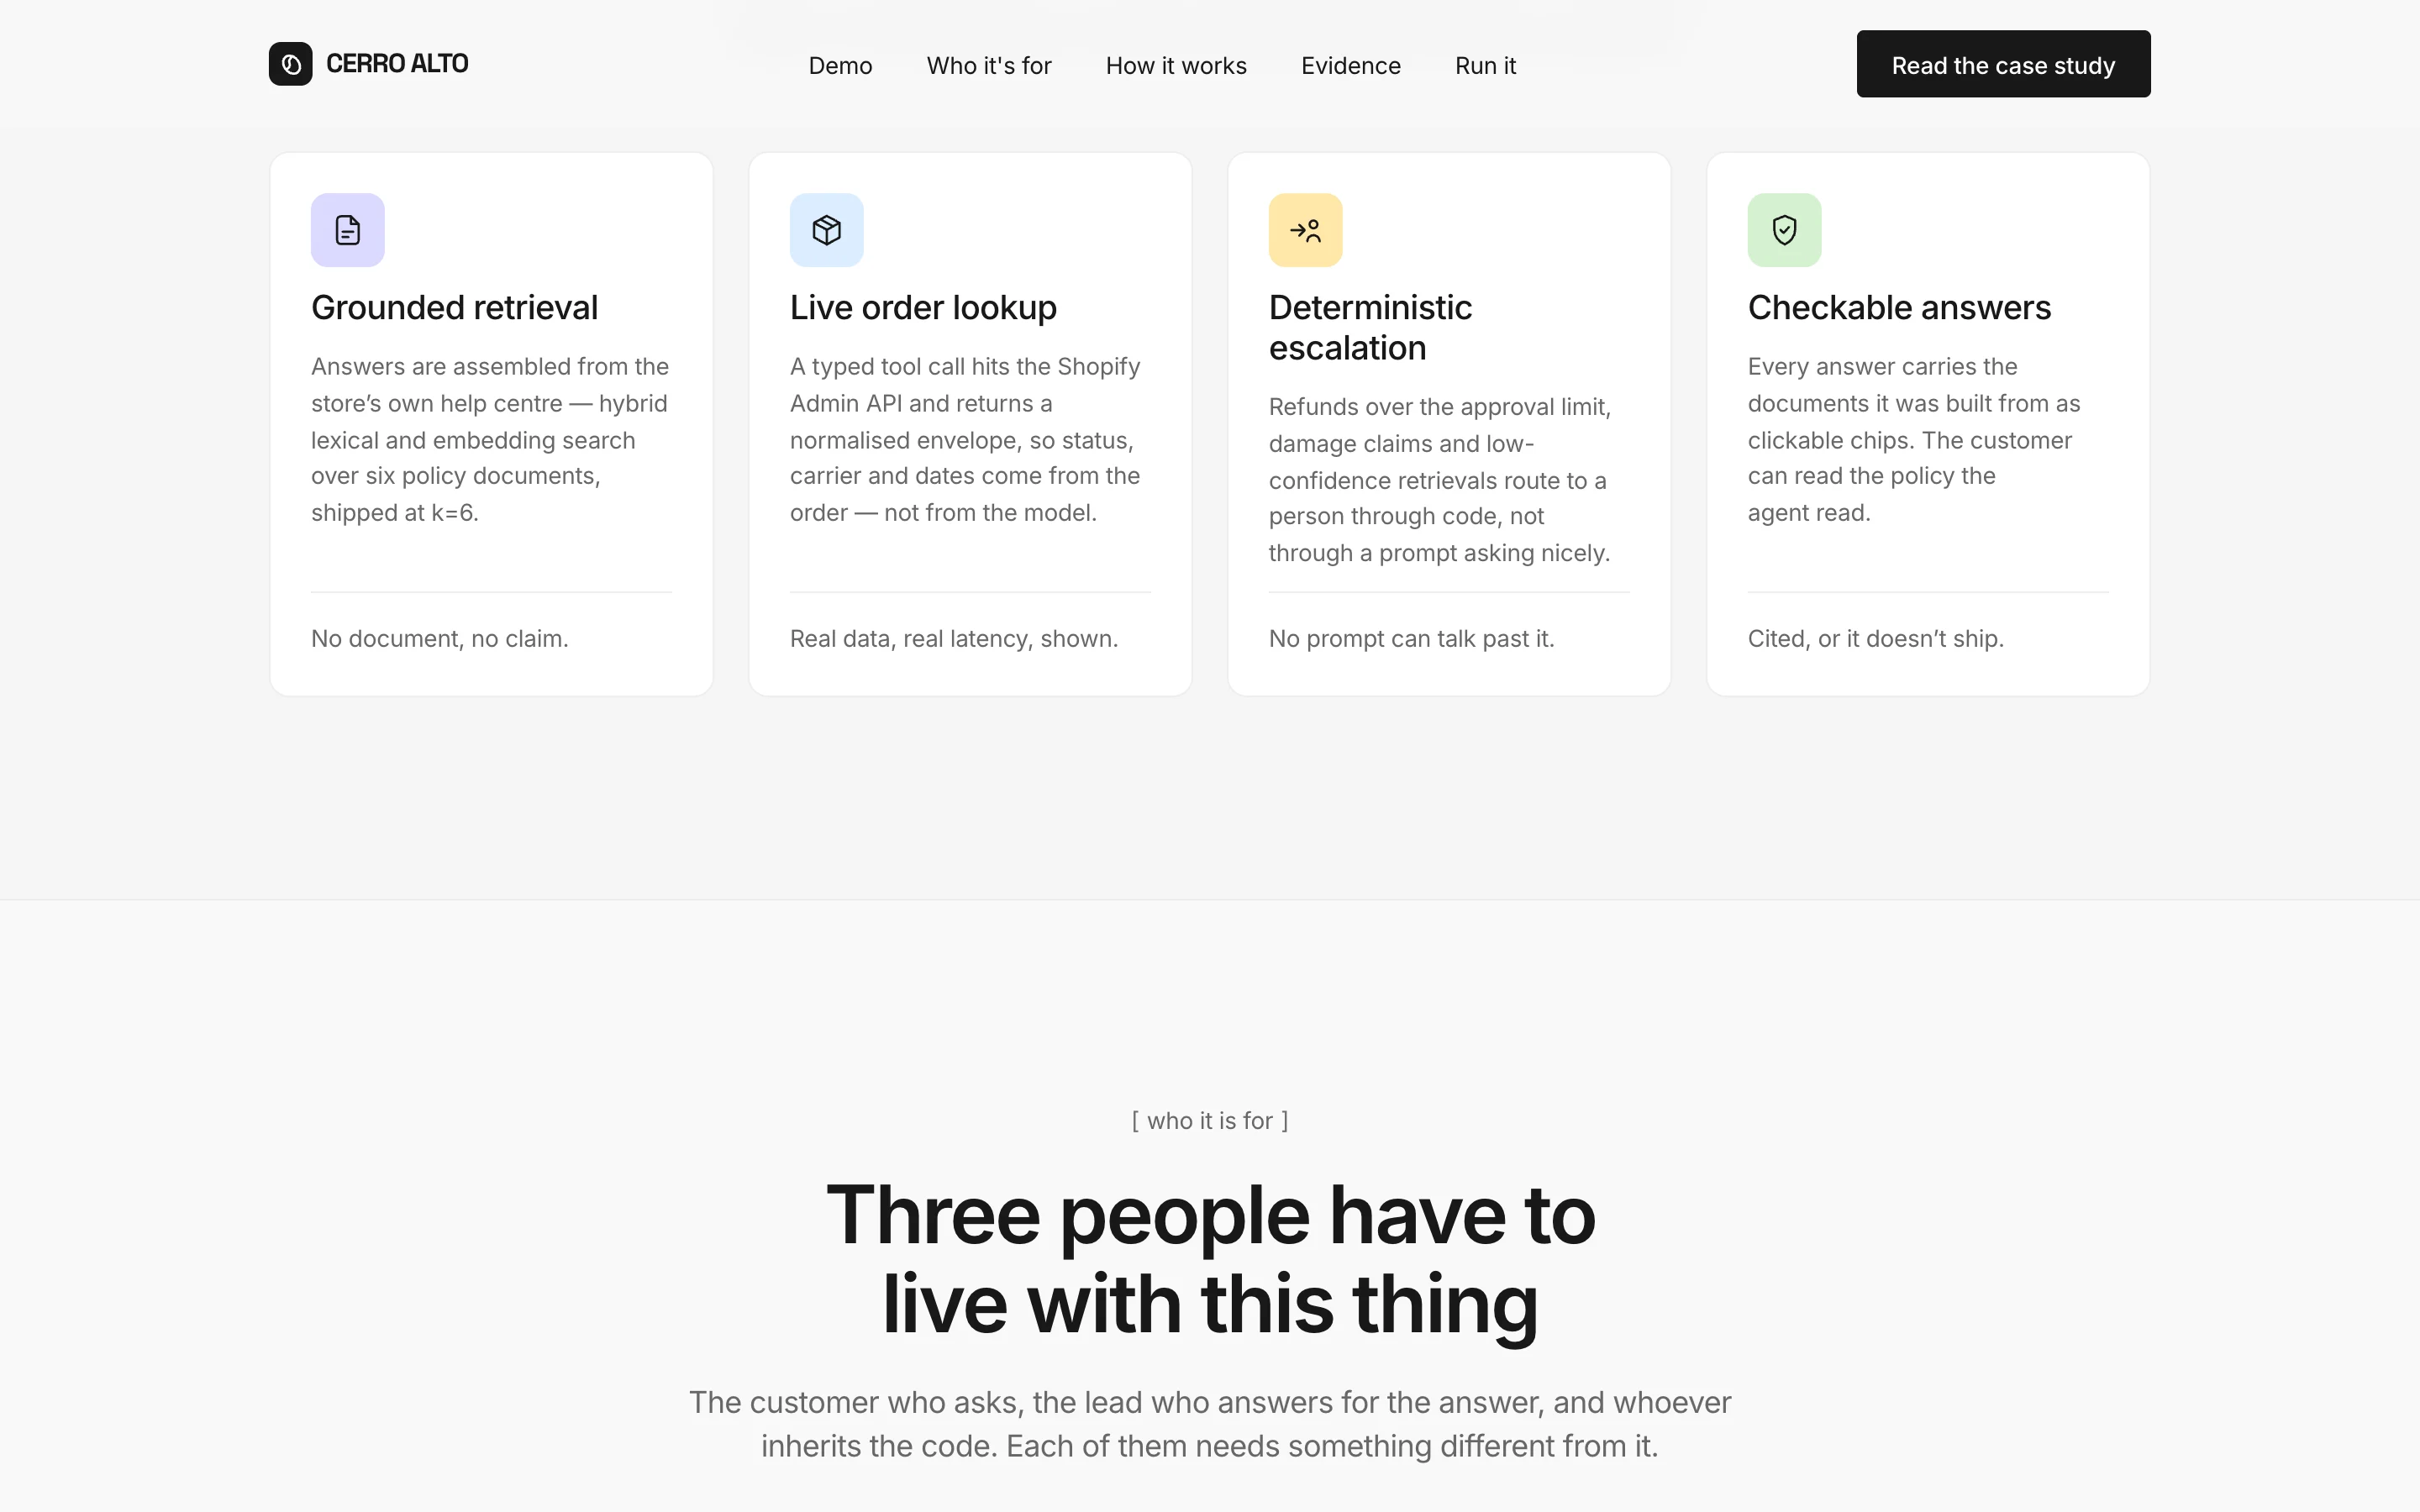 CERRO ALTO
Demo
Who it's for
How it works
Evidence
Run it
Read the case study
Grounded retrieval
Answers are assembled from the
store’s own help centre — hybrid
lexical and embedding search
over six policy documents,
shipped at k=6.
No document, no claim.
Live order lookup
A typed tool call hits the Shopify
Admin API and returns a
normalised envelope, so status,
carrier and dates come from the
order — not from the model.
Real data, real latency, shown.
Deterministic
escalation
Refunds over the approval limit,
damage claims and low-
confidence retrievals route to a
person through code, not
through a prompt asking nicely.
No prompt can talk past it.
Checkable answers
Every answer carries the
documents it was built from as
clickable chips. The customer
can read the policy the
agent read.
Cited, or it doesn’t ship.
[ who it is for ]
Three people have to
live with this thing
The customer who asks, the lead who answers for the answer, and whoever
inherits the code. Each of them needs something different from it.